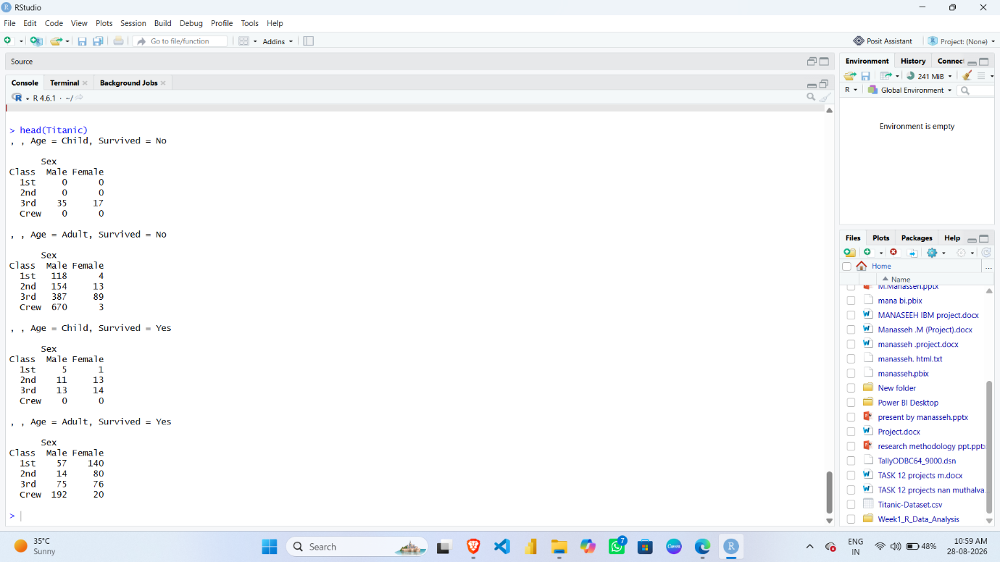 RStudio
File Edit Code View Plots Session Build Debug Profile Tools Help
Go to file/function Addins Posit Assistant Project: (None)
Source
Console Terminal Background Jobs
R 4.6.1 · ~/
> head(Titanic)
, , Age = Child, Survived = No
Sex
Class Male Female
1st 0 0
2nd 0 0
3rd 35 17
Crew 0 0
, , Age = Adult, Survived = No
Sex
Class Male Female
1st 118 4
2nd 154 13
3rd 387 89
Crew 670 3
, , Age = Child, Survived = Yes
Sex
Class Male Female
1st 5 1
2nd 11 13
3rd 13 14
Crew 0 0
, , Age = Adult, Survived = Yes
Sex
Class Male Female
1st 57 140
2nd 14 80
3rd 75 76
Crew 192 20
>
Environment History Connect
241 MiB
R Global Environment
Environment is empty
Files Plots Packages Help
Home ...
Name
M.Manasseh.pptx
mana bi.pbix
MANASEEH IBM project.docx
Manasseh .M (Project).docx
manasseh .project.docx
manasseh. html.txt
manasseh.pbix
New folder
Power BI Desktop
present by manasseh.pptx
Project.docx
research methodology ppt.ppt
TallyODBC64_9000.dsn
TASK 12 projects m.docx
TASK 12 projects nan muthalva...
Titanic-Dataset.csv
Week1_R_Data_Analysis
35°C
Sunny
Search
7
Canva
ENG
IN
48%
10:59 AM
28-08-2026